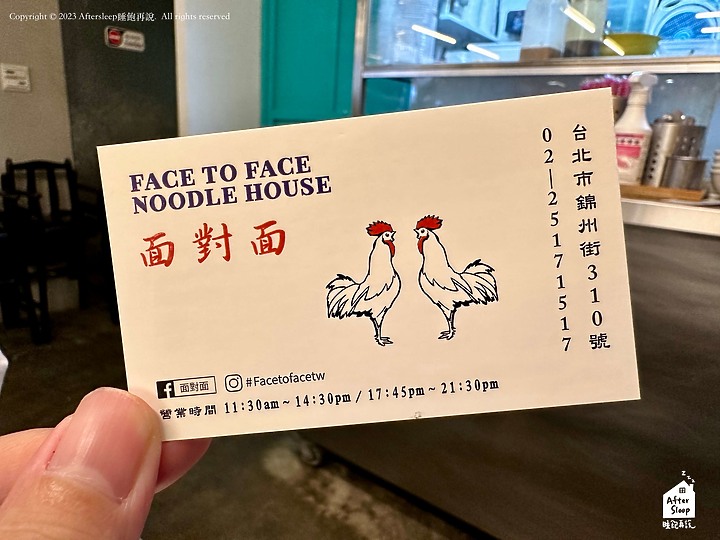 Copyright © 2023 Aftersleep睡飽再說. All rights reserved
FACE TO FACE
NOODLE HOUSE
面對面
台北市錦州街310號
02-25171517
f 面對面 #Facetofacetw
營業時間 11:30am~14:30pm / 17:45pm~21:30pm
z z z
After
Sleep
睡飽再說